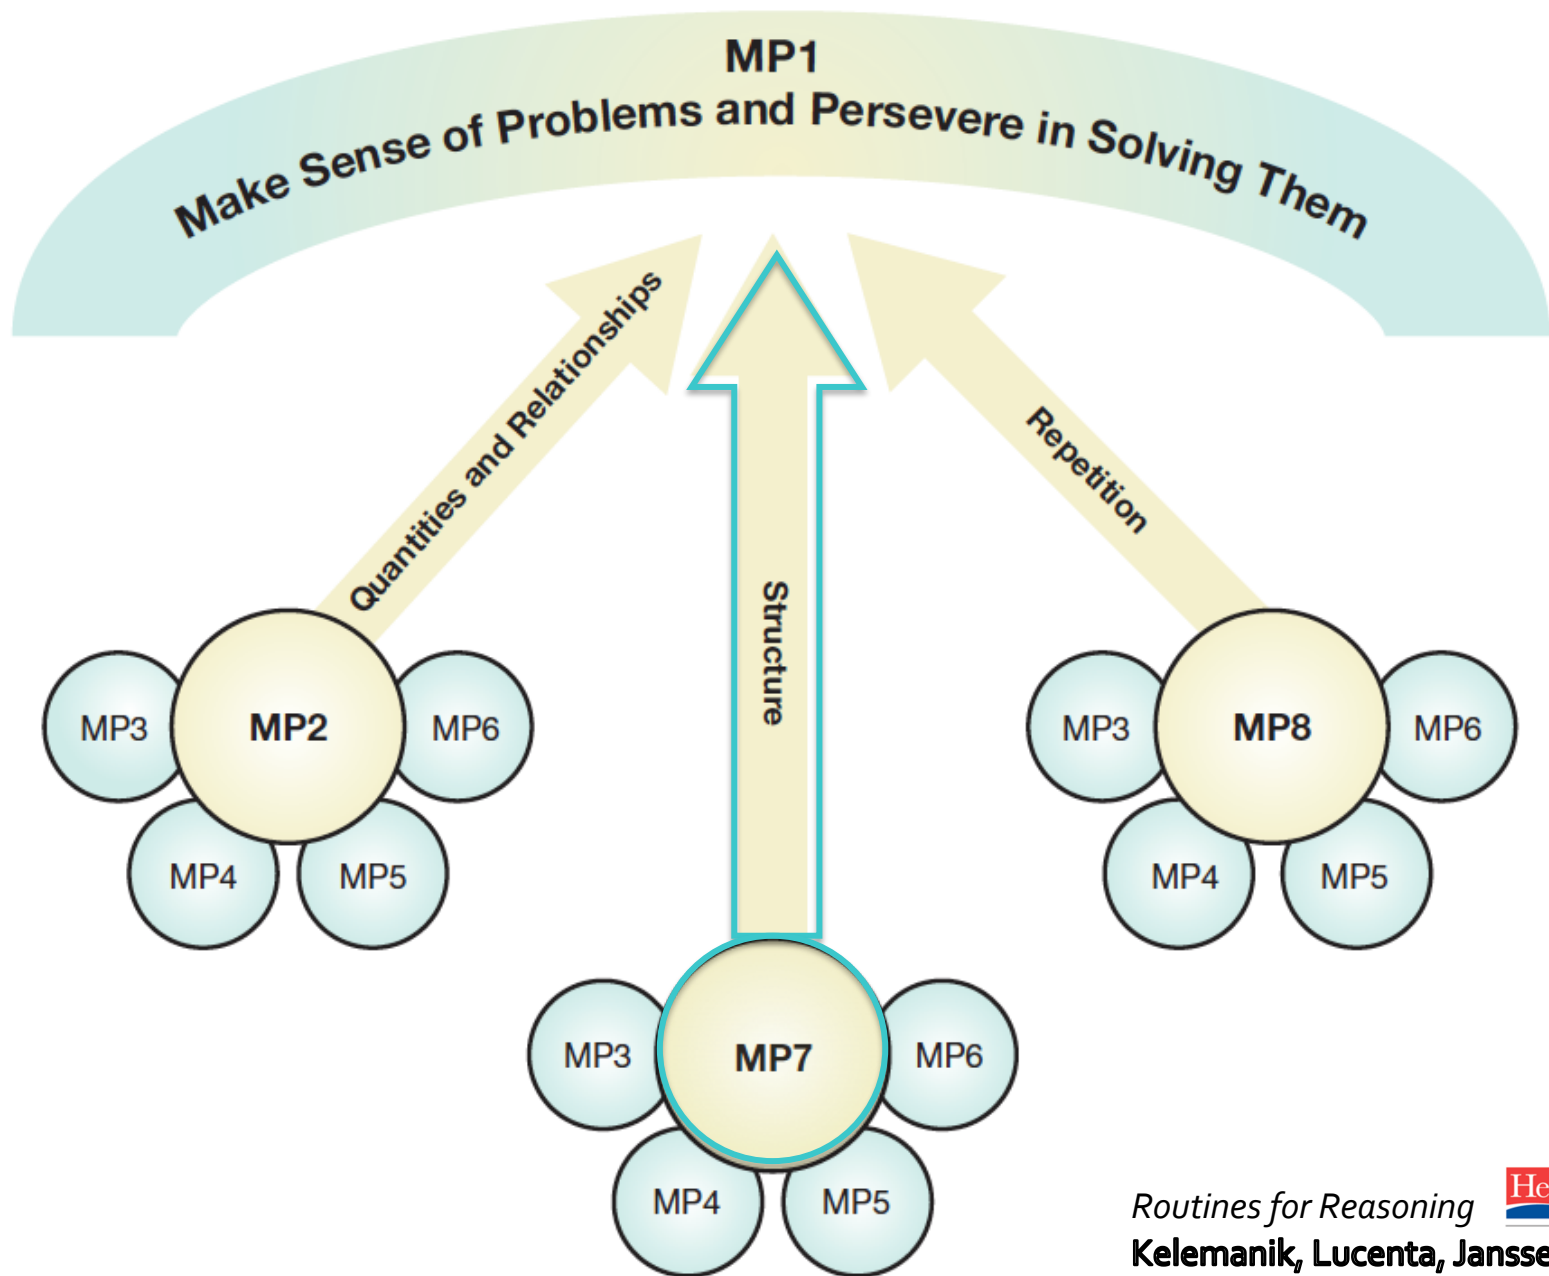 MP1
Make Sense of Problems and Persevere in Solving Them
Quantities and Relationships
Structure
Repetition
MP3
MP2
MP6
MP4
MP5
MP3
MP8
MP6
MP4
MP5
MP3
MP7
MP6
MP4
MP5
Routines for Reasoning
He
Kelemanik, Lucenta, Jansse